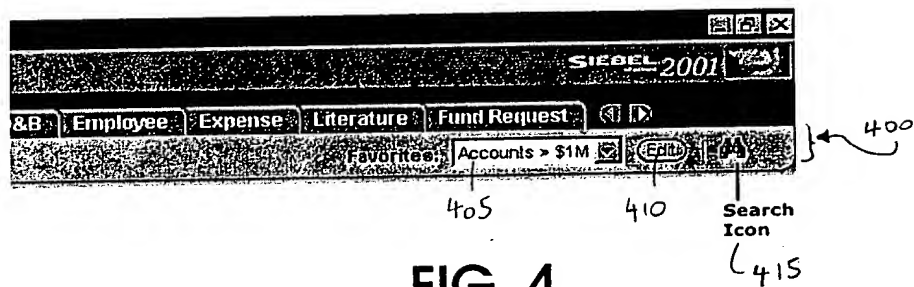 SIEBEL 2001
&B Employee Expense Literature Fund Request
Favorites: Accounts > $1M Edit
400
405
410
Search
Icon
415
FIG. 4